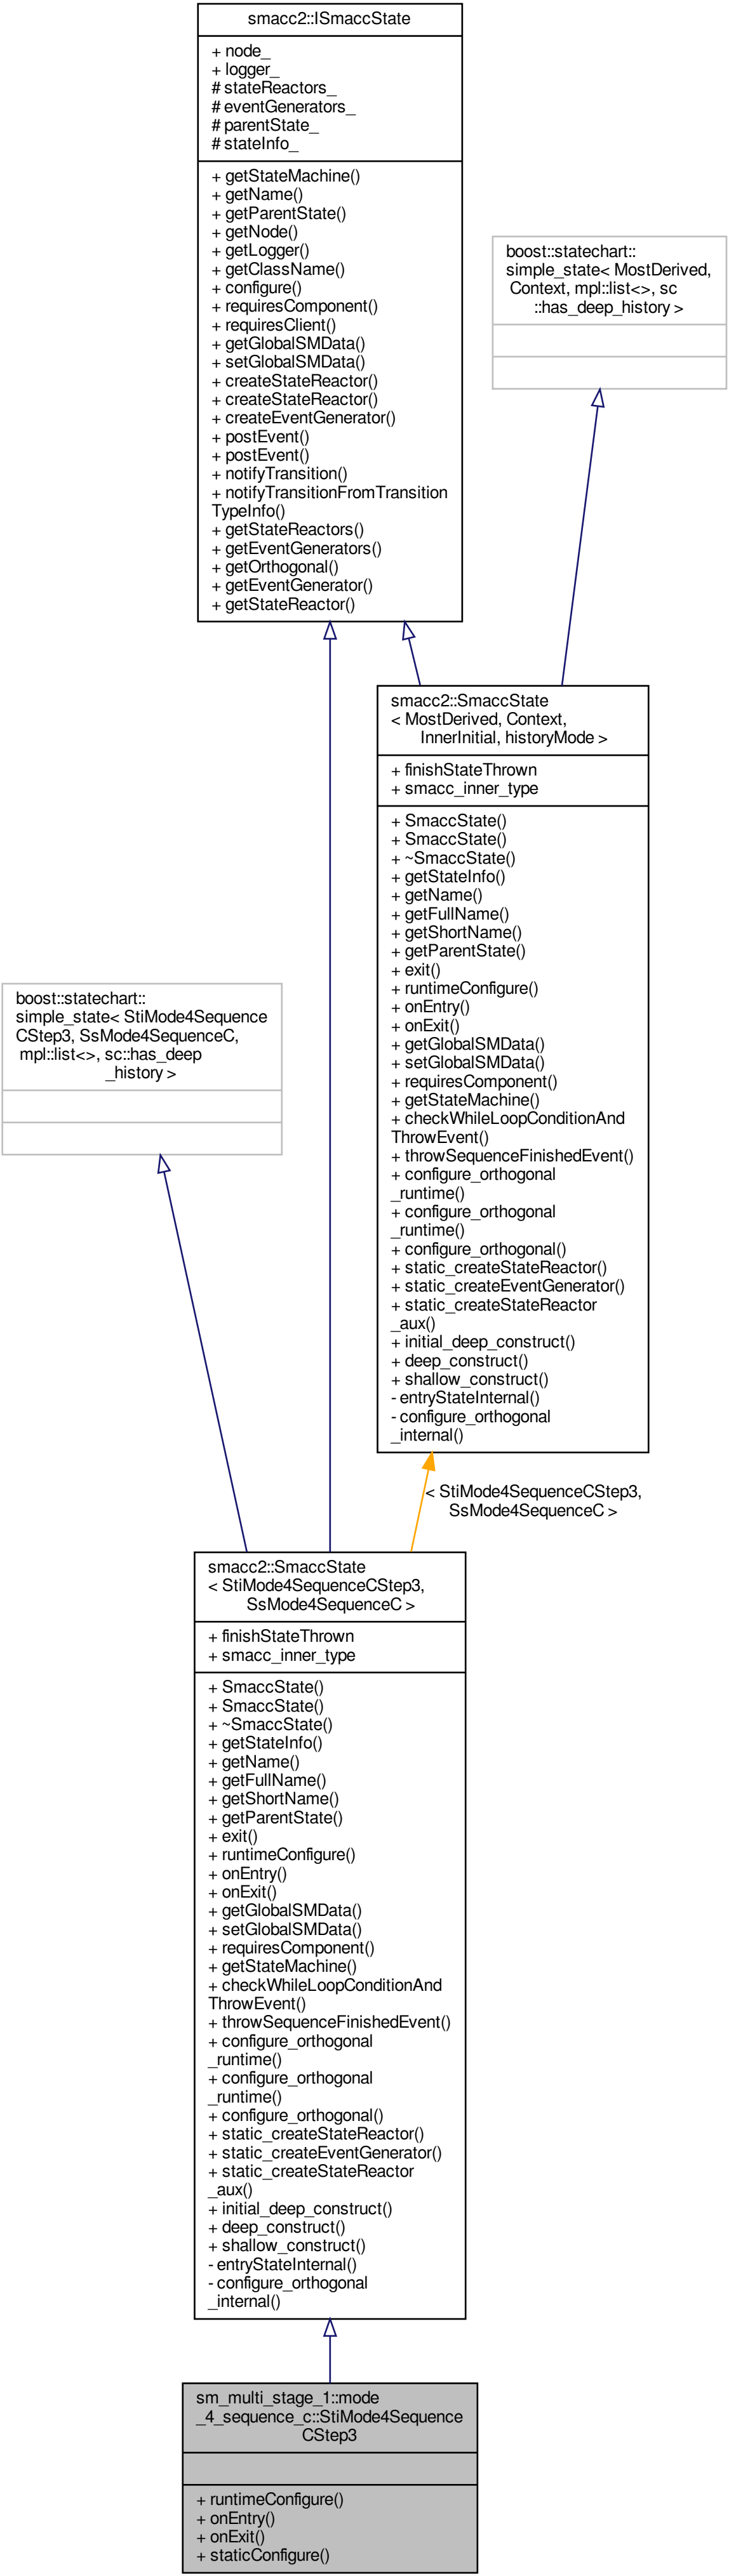 smacc2::ISmaccState
+ node_
+ logger_
# stateReactors_
# eventGenerators_
# parentState_
# stateInfo_
+ getStateMachine()
+ getName()
+ getParentState()
+ getNode()
+ getLogger()
+ getClassName()
+ configure()
+ requiresComponent()
+ requiresClient()
+ getGlobalSMData()
+ setGlobalSMData()
+ createStateReactor()
+ createStateReactor()
+ createEventGenerator()
+ postEvent()
+ postEvent()
+ notifyTransition()
+ notifyTransitionFromTransition
TypeInfo()
+ getStateReactors()
+ getEventGenerators()
+ getOrthogonal()
+ getEventGenerator()
+ getStateReactor()
boost::statechart::
simple_state< MostDerived,
Context, mpl::list<>, sc
::has_deep_history >
smacc2::SmaccState
< MostDerived, Context,
InnerInitial, historyMode >
+ finishStateThrown
+ smacc_inner_type
+ SmaccState()
+ SmaccState()
+ ~SmaccState()
+ getStateInfo()
+ getName()
+ getFullName()
+ getShortName()
+ getParentState()
+ exit()
+ runtimeConfigure()
+ onEntry()
+ onExit()
+ getGlobalSMData()
+ setGlobalSMData()
+ requiresComponent()
+ getStateMachine()
+ checkWhileLoopConditionAnd
ThrowEvent()
+ throwSequenceFinishedEvent()
+ configure_orthogonal
_runtime()
+ configure_orthogonal
_runtime()
+ configure_orthogonal()
+ static_createStateReactor()
+ static_createEventGenerator()
+ static_createStateReactor
_aux()
+ initial_deep_construct()
+ deep_construct()
+ shallow_construct()
- entryStateInternal()
- configure_orthogonal
_internal()
boost::statechart::
simple_state< StiMode4Sequence
CStep3, SsMode4SequenceC,
mpl::list<>, sc::has_deep
_history >
< StiMode4SequenceCStep3,
SsMode4SequenceC >
smacc2::SmaccState
< StiMode4SequenceCStep3,
SsMode4SequenceC >
+ finishStateThrown
+ smacc_inner_type
+ SmaccState()
+ SmaccState()
+ ~SmaccState()
+ getStateInfo()
+ getName()
+ getFullName()
+ getShortName()
+ getParentState()
+ exit()
+ runtimeConfigure()
+ onEntry()
+ onExit()
+ getGlobalSMData()
+ setGlobalSMData()
+ requiresComponent()
+ getStateMachine()
+ checkWhileLoopConditionAnd
ThrowEvent()
+ throwSequenceFinishedEvent()
+ configure_orthogonal
_runtime()
+ configure_orthogonal
_runtime()
+ configure_orthogonal()
+ static_createStateReactor()
+ static_createEventGenerator()
+ static_createStateReactor
_aux()
+ initial_deep_construct()
+ deep_construct()
+ shallow_construct()
- entryStateInternal()
- configure_orthogonal
_internal()
sm_multi_stage_1::mode
_4_sequence_c::StiMode4Sequence
CStep3
+ runtimeConfigure()
+ onEntry()
+ onExit()
+ staticConfigure()